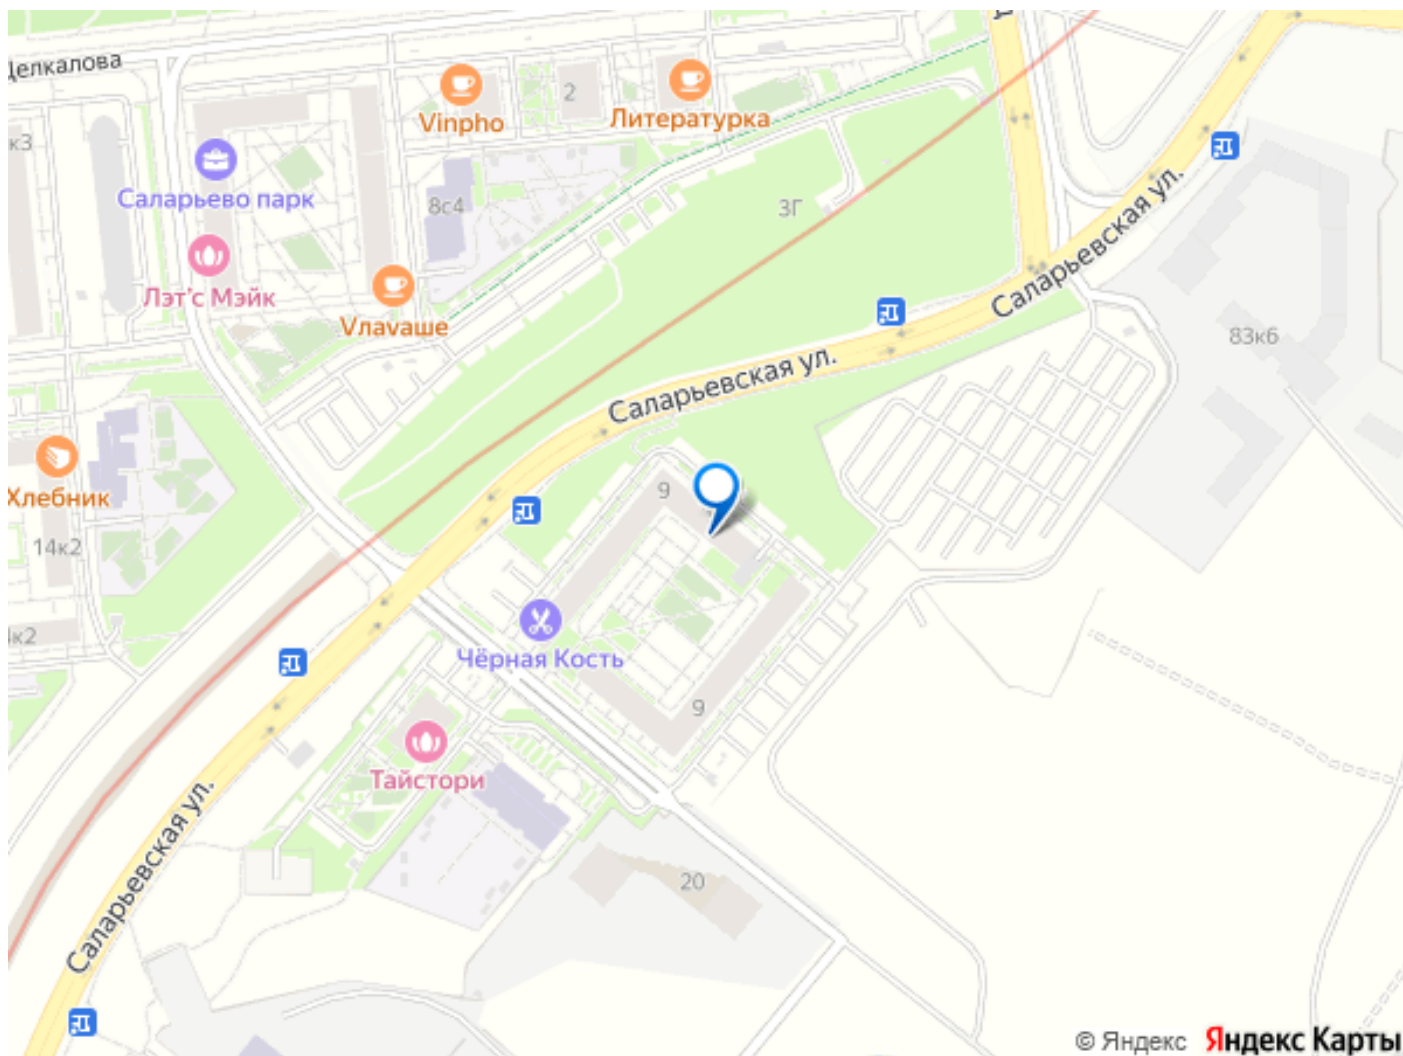 Целкалова
Vinpho
2
Литературка
к3
Саларьево парк
8с4
3Г
Саларьевская ул.
Лэт'с Мэйк
Vлаvаше
83к6
Саларьевская ул.
Хлебник
9
14к2
к2
Чёрная Кость
9
Тайстори
Саларьевская ул.
20
© Яндекс Яндекс Карты